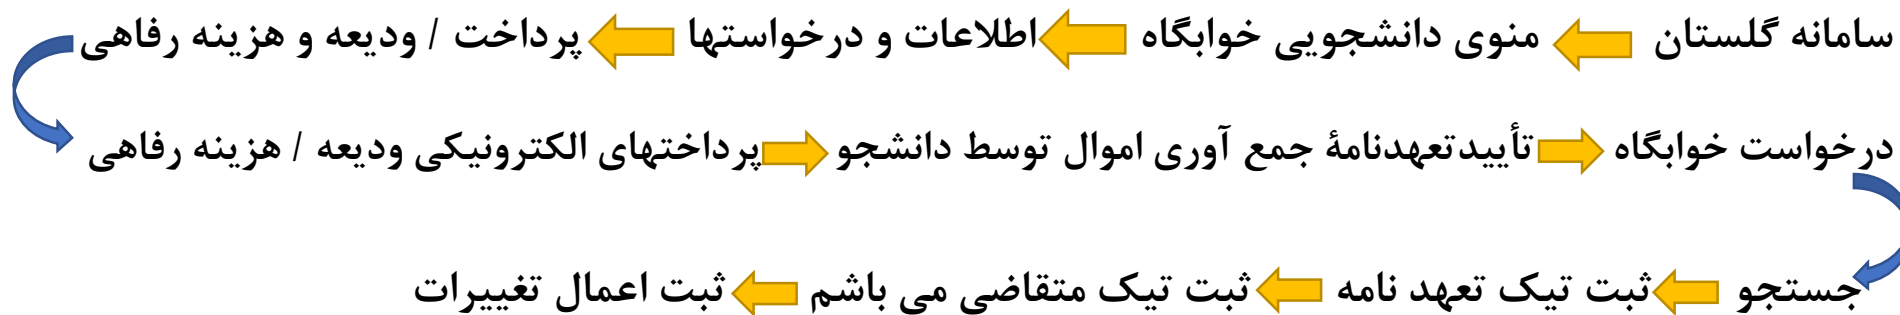 سامانه گلستان منوی دانشجویی خوابگاه اطلاعات و درخواستها پرداخت / ودیعه و هزینه رفاهی
درخواست خوابگاه تأییدتعهدنامۀ جمع آوری اموال توسط دانشجو پرداختهای الکترونیکی ودیعه / هزینه رفاهی
جستجو ثبت تیک تعهد نامه ثبت تیک متقاضی می باشم ثبت اعمال تغییرات